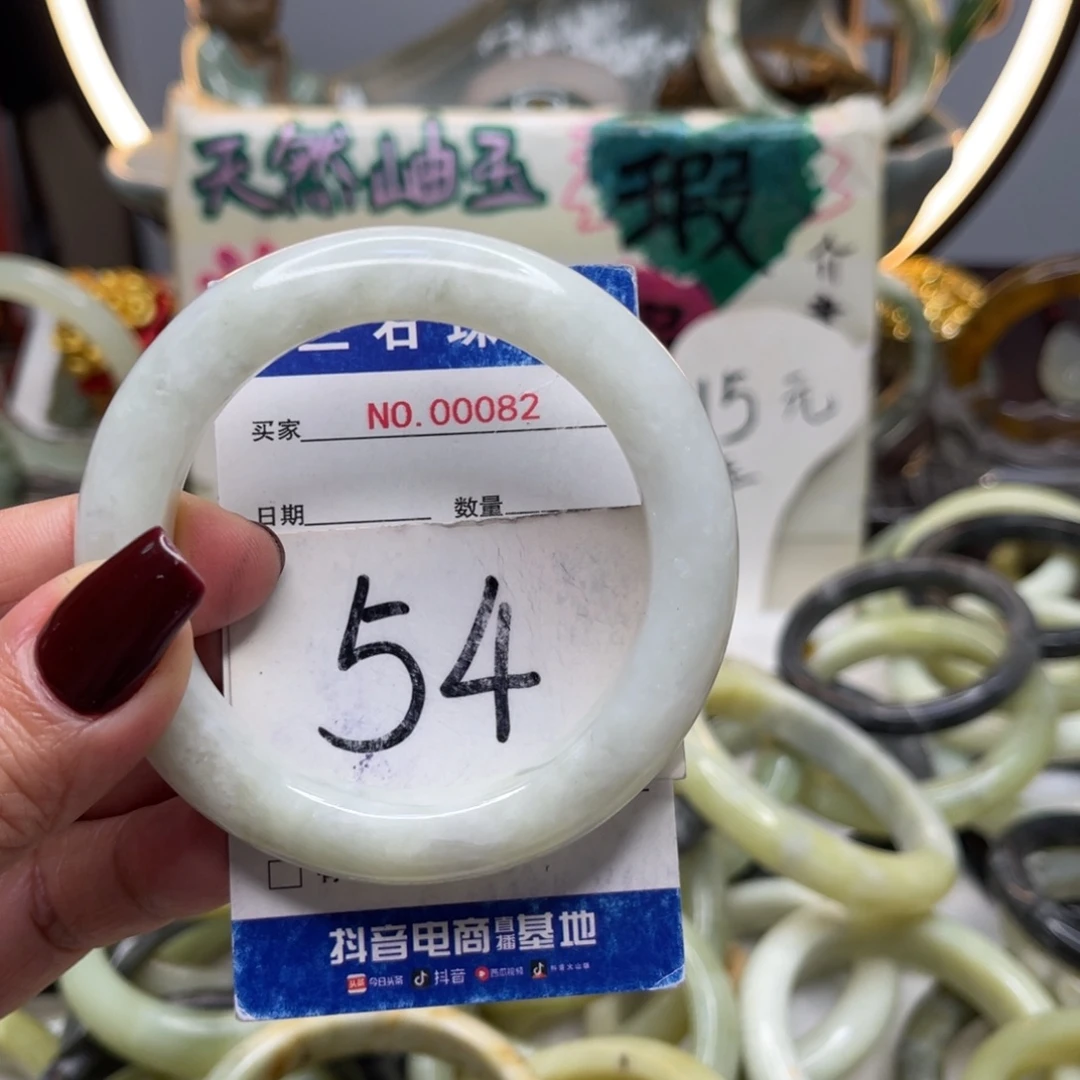 天然岫玉
瑕
介
15元
石珠
买家 NO.00082
日期 数量
54
抖音电商直播基地
今日头条 抖音 西瓜视频 抖音火山版